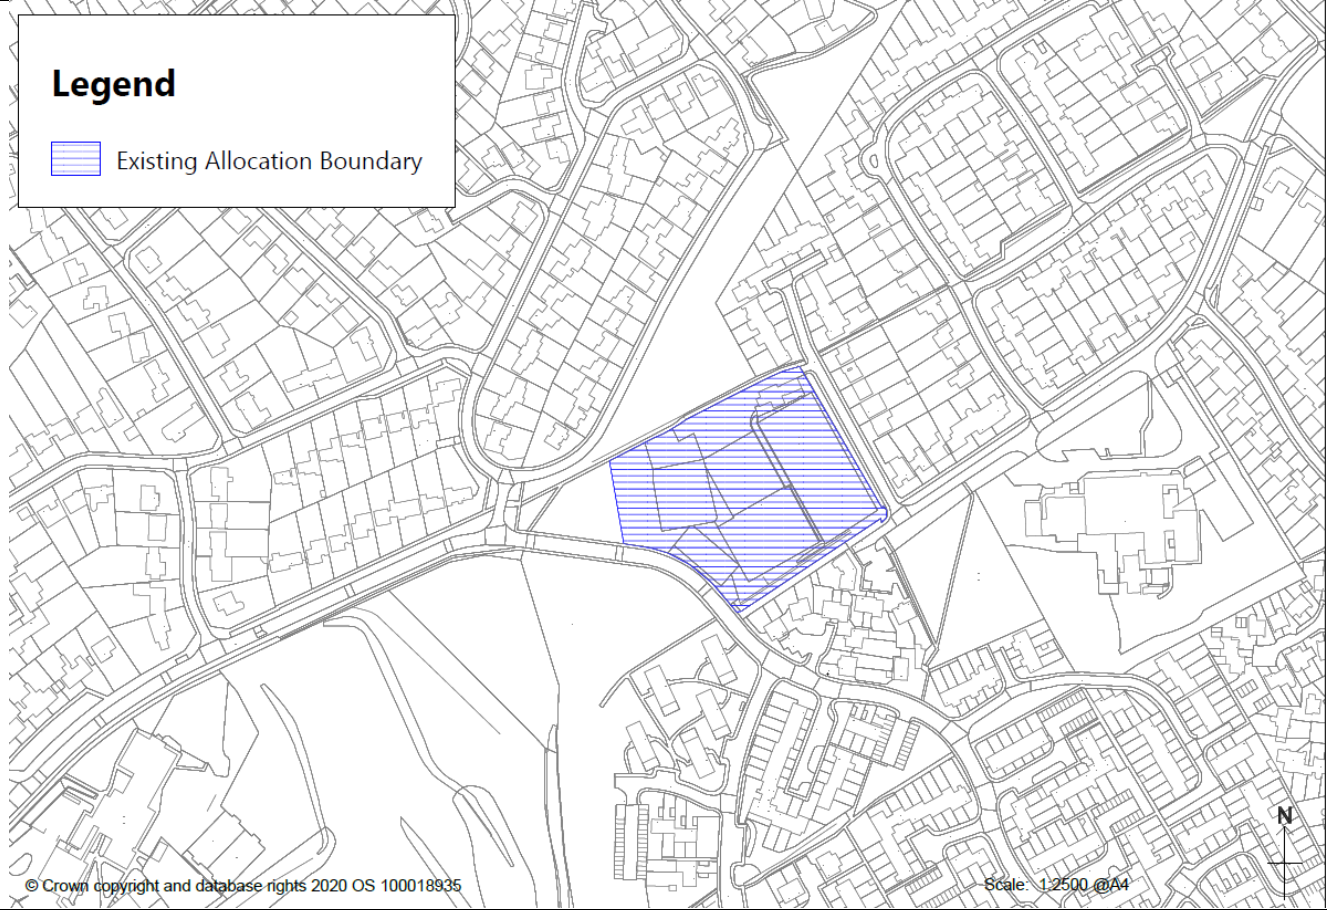 Legend
Existing Allocation Boundary
N
© Crown copyright and database rights 2020 OS 100018935
Scale: 1:2500 @A4